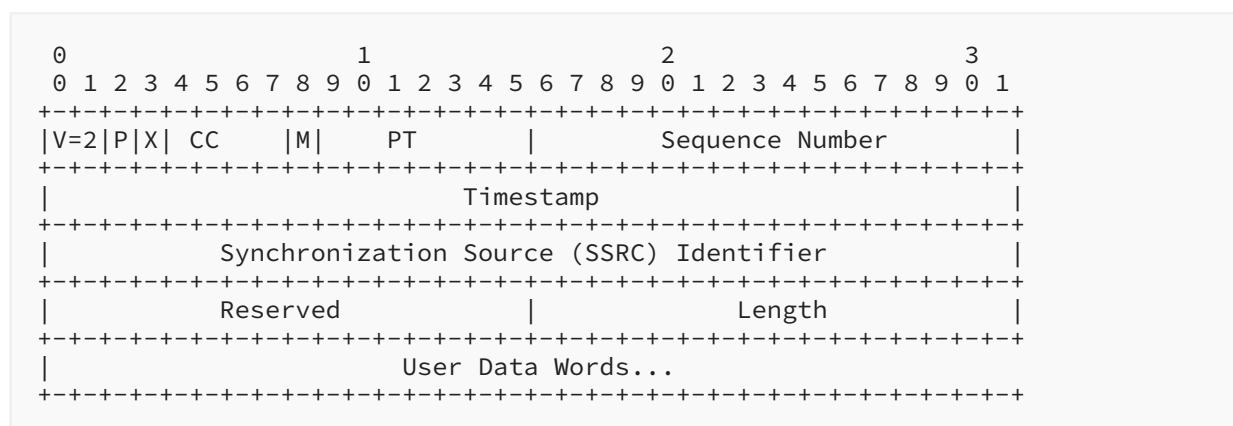 0                   1                   2                   3
 0 1 2 3 4 5 6 7 8 9 0 1 2 3 4 5 6 7 8 9 0 1 2 3 4 5 6 7 8 9 0 1
+-+-+-+-+-+-+-+-+-+-+-+-+-+-+-+-+-+-+-+-+-+-+-+-+-+-+-+-+-+-+-+-+
|V=2|P|X| CC    |M|    PT       |        Sequence Number        |
+-+-+-+-+-+-+-+-+-+-+-+-+-+-+-+-+-+-+-+-+-+-+-+-+-+-+-+-+-+-+-+-+
|                           Timestamp                           |
+-+-+-+-+-+-+-+-+-+-+-+-+-+-+-+-+-+-+-+-+-+-+-+-+-+-+-+-+-+-+-+-+
|           Synchronization Source (SSRC) Identifier            |
+-+-+-+-+-+-+-+-+-+-+-+-+-+-+-+-+-+-+-+-+-+-+-+-+-+-+-+-+-+-+-+-+
|           Reserved            |             Length            |
+-+-+-+-+-+-+-+-+-+-+-+-+-+-+-+-+-+-+-+-+-+-+-+-+-+-+-+-+-+-+-+-+
|                       User Data Words...
+-+-+-+-+-+-+-+-+-+-+-+-+-+-+-+-+-+-+-+-+-+-+-+-+-+-+-+-+-+-+-+-+